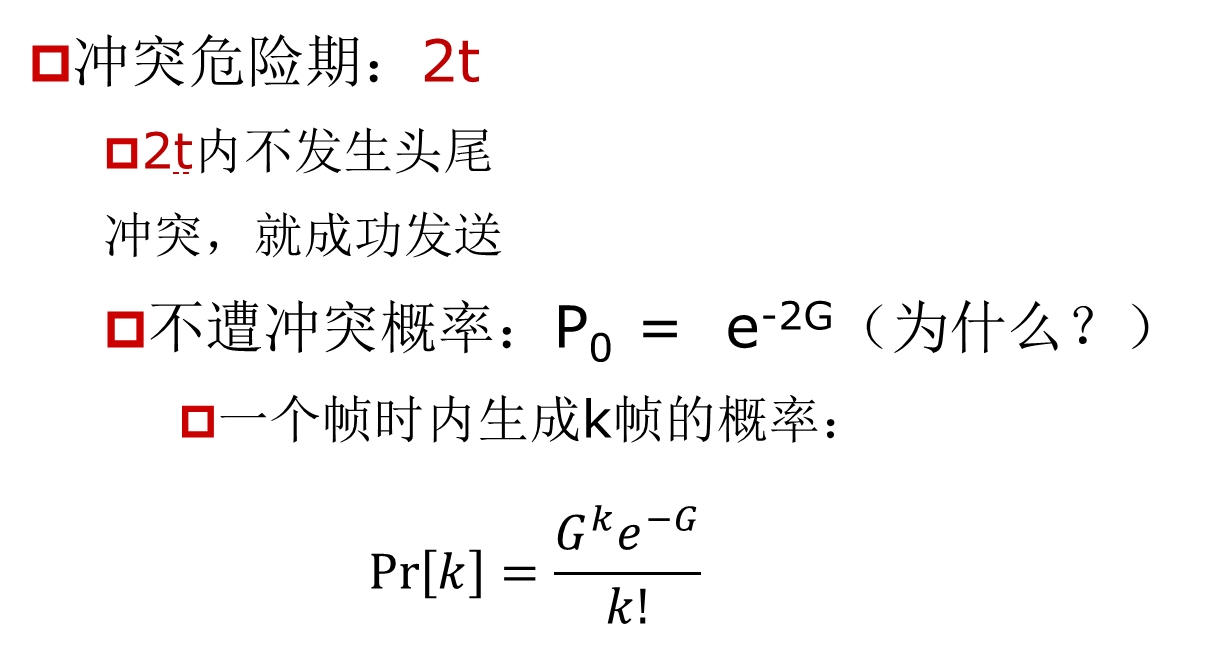 冲突危险期：2t
2t内不发生头尾
冲突，就成功发送
不遭冲突概率：P₀ = e⁻²ᴳ（为什么？）
一个帧时内生成k帧的概率：
Pr[k] = Gᵏe⁻ᴳ / k!